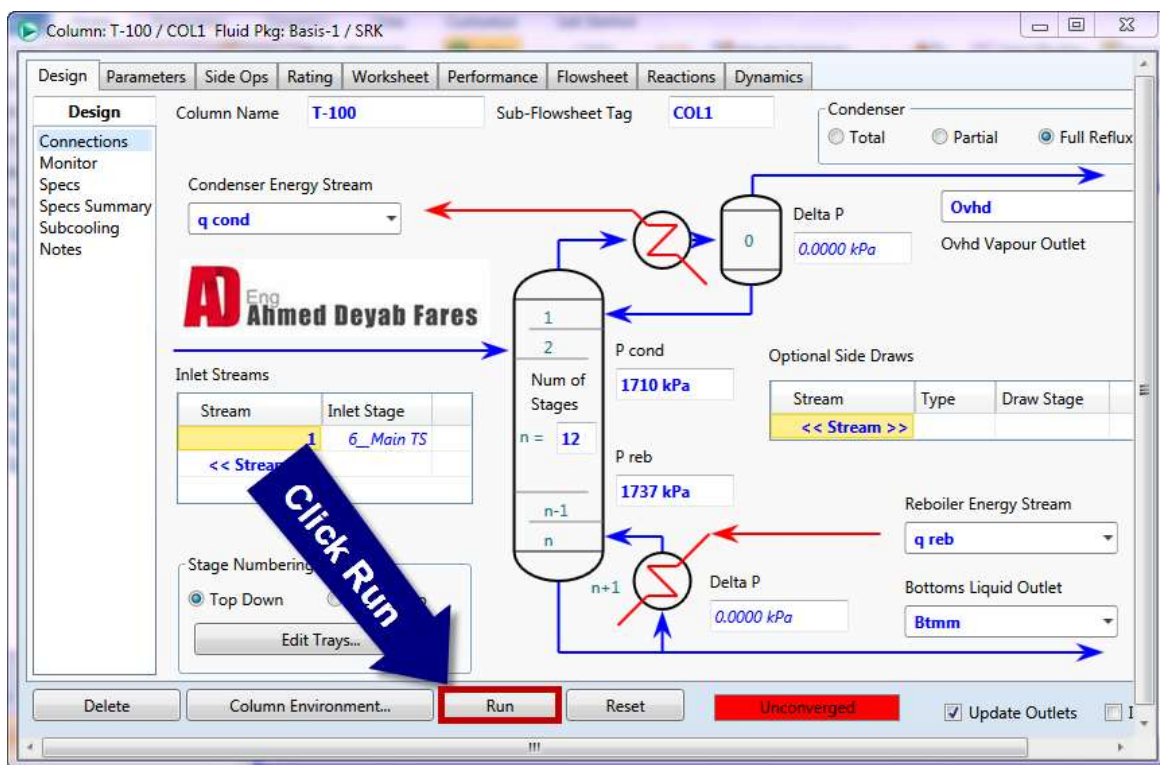 Column: T-100 / COL1 Fluid Pkg: Basis-1 / SRK
Design Parameters Side Ops Rating Worksheet Performance Flowsheet Reactions Dynamics
Design
Connections
Monitor
Specs
Specs Summary
Subcooling
Notes
Column Name T-100 Sub-Flowsheet Tag COL1
Condenser
Total Partial Full Reflux
Condenser Energy Stream
q cond
0
Delta P
0.0000 kPa
Ovhd
Ovhd Vapour Outlet
AD Eng
Ahmed Deyab Fares
1
2
Num of
Stages
n = 12
n-1
n
n+1
P cond
1710 kPa
P reb
1737 kPa
Optional Side Draws
Stream Type Draw Stage
<< Stream >>
Inlet Streams
Stream Inlet Stage
1 6__Main TS
<< Stream
Click Run
Stage Numbering
Top Down
Edit Trays...
Delta P
0.0000 kPa
Reboiler Energy Stream
q reb
Bottoms Liquid Outlet
Btmm
Delete Column Environment... Run Reset Unconverged Update Outlets